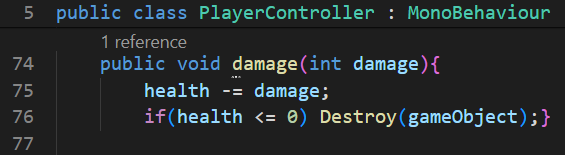 5 public class PlayerController : MonoBehaviour
1 reference
74 public void damage(int damage){
75 health -= damage;
76 if(health <= 0) Destroy(gameObject);}
77